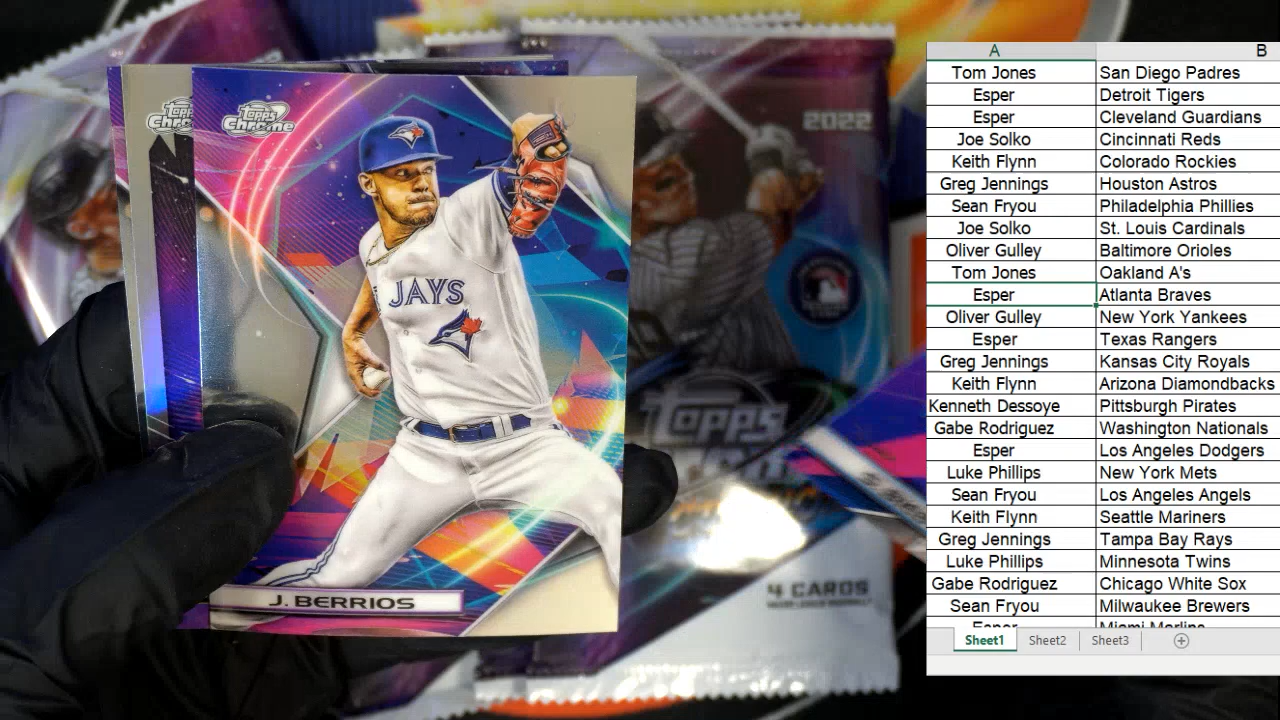 Topps
Chrome
Topps
Chrome
JAYS
J. BERRIOS
2022
Topps
4 CARDS
A B
Tom Jones San Diego Padres
Esper Detroit Tigers
Esper Cleveland Guardians
Joe Solko Cincinnati Reds
Keith Flynn Colorado Rockies
Greg Jennings Houston Astros
Sean Fryou Philadelphia Phillies
Joe Solko St. Louis Cardinals
Oliver Gulley Baltimore Orioles
Tom Jones Oakland A's
Esper Atlanta Braves
Oliver Gulley New York Yankees
Esper Texas Rangers
Greg Jennings Kansas City Royals
Keith Flynn Arizona Diamondbacks
Kenneth Dessoye Pittsburgh Pirates
Gabe Rodriguez Washington Nationals
Esper Los Angeles Dodgers
Luke Phillips New York Mets
Sean Fryou Los Angeles Angels
Keith Flynn Seattle Mariners
Greg Jennings Tampa Bay Rays
Luke Phillips Minnesota Twins
Gabe Rodriguez Chicago White Sox
Sean Fryou Milwaukee Brewers
Esper Miami Marlins
Sheet1 Sheet2 Sheet3